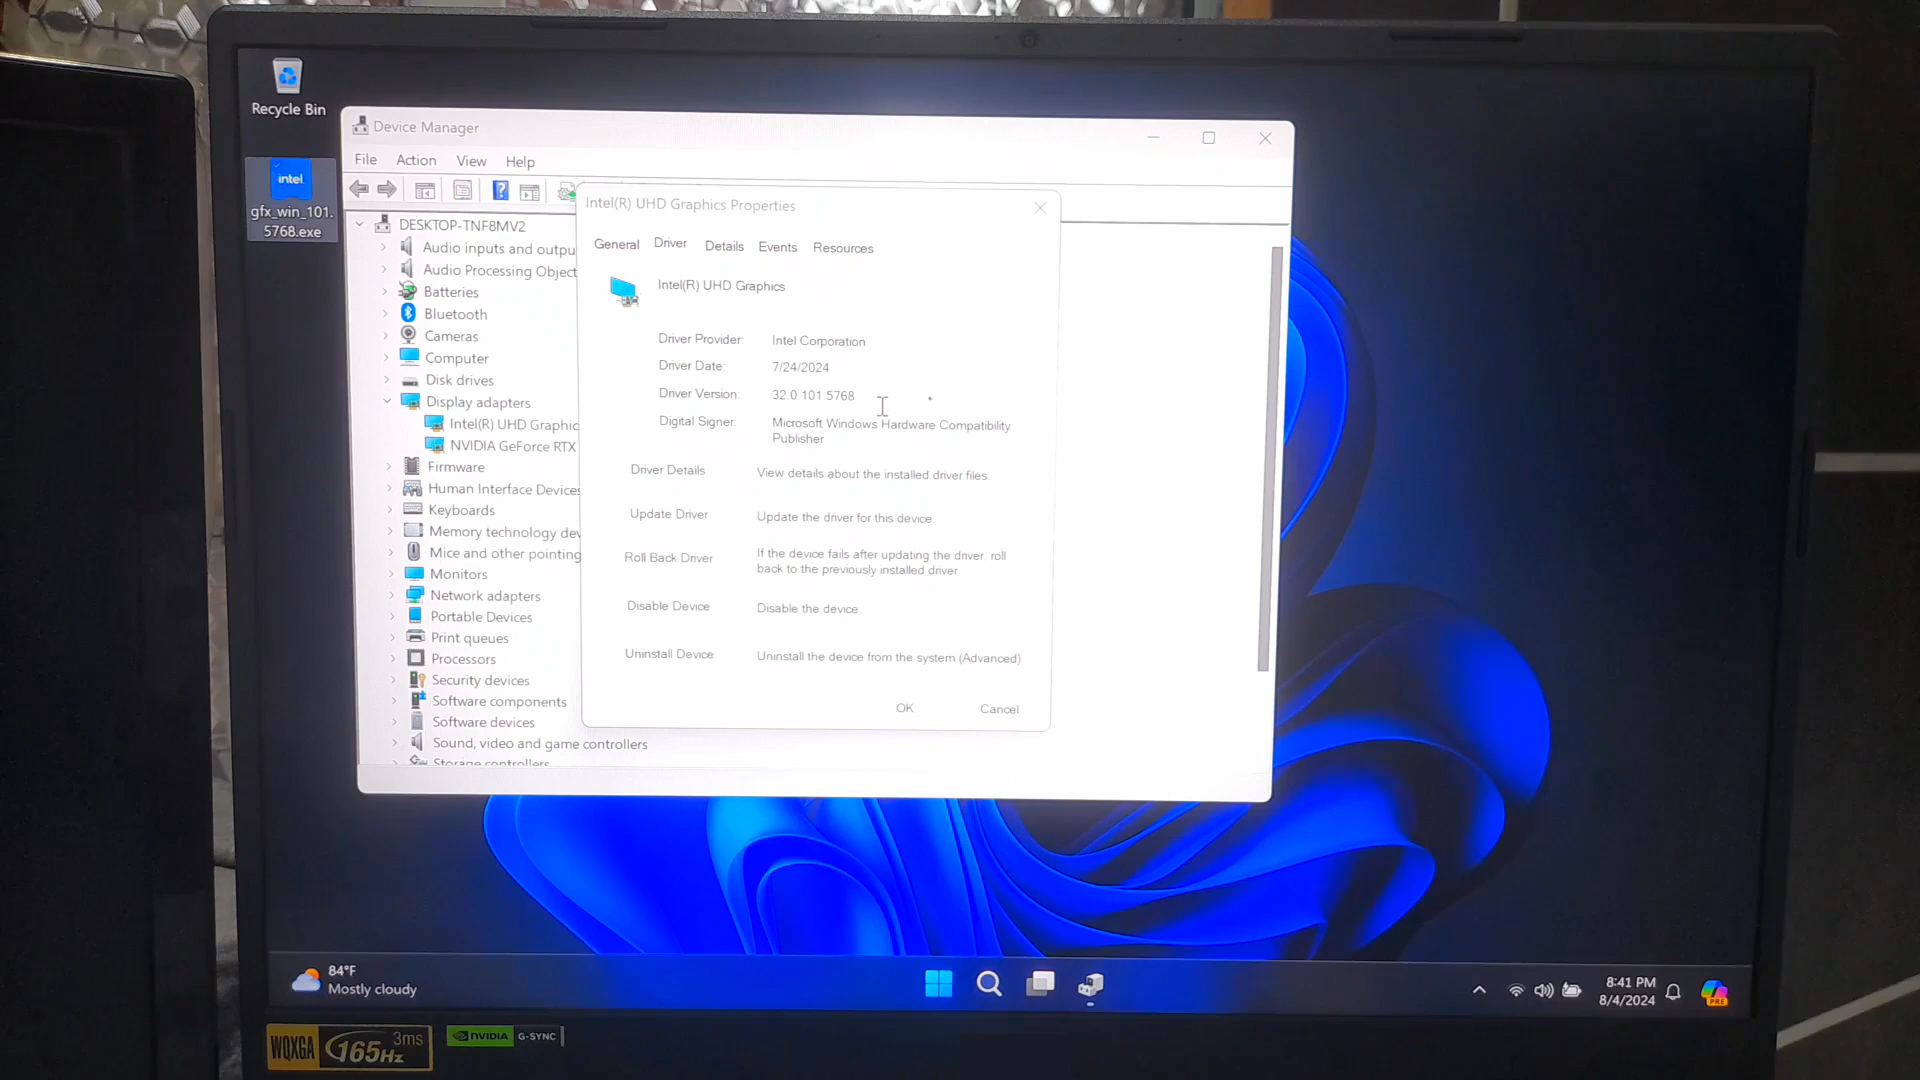 Recycle Bin
intel
gfx_win_101.
5768.exe
Device Manager
File Action View Help
DESKTOP-TNF8MV2
Audio inputs and outpu
Audio Processing Object
Batteries
Bluetooth
Cameras
Computer
Disk drives
Display adapters
Intel(R) UHD Graphic
NVIDIA GeForce RTX
Firmware
Human Interface Devices
Keyboards
Memory technology dev
Mice and other pointing
Monitors
Network adapters
Portable Devices
Print queues
Processors
Security devices
Software components
Software devices
Sound, video and game controllers
Storage controllers
Intel(R) UHD Graphics Properties
General Driver Details Events Resources
Intel(R) UHD Graphics
Driver Provider: Intel Corporation
Driver Date: 7/24/2024
Driver Version: 32.0.101.5768
Digital Signer: Microsoft Windows Hardware Compatibility
Publisher
Driver Details View details about the installed driver files.
Update Driver Update the driver for this device.
Roll Back Driver If the device fails after updating the driver, roll
back to the previously installed driver.
Disable Device Disable the device.
Uninstall Device Uninstall the device from the system (Advanced)
OK Cancel
84°F
Mostly cloudy
8:41 PM
8/4/2024
PRE
WQXGA 165Hz 3ms
NVIDIA G-SYNC